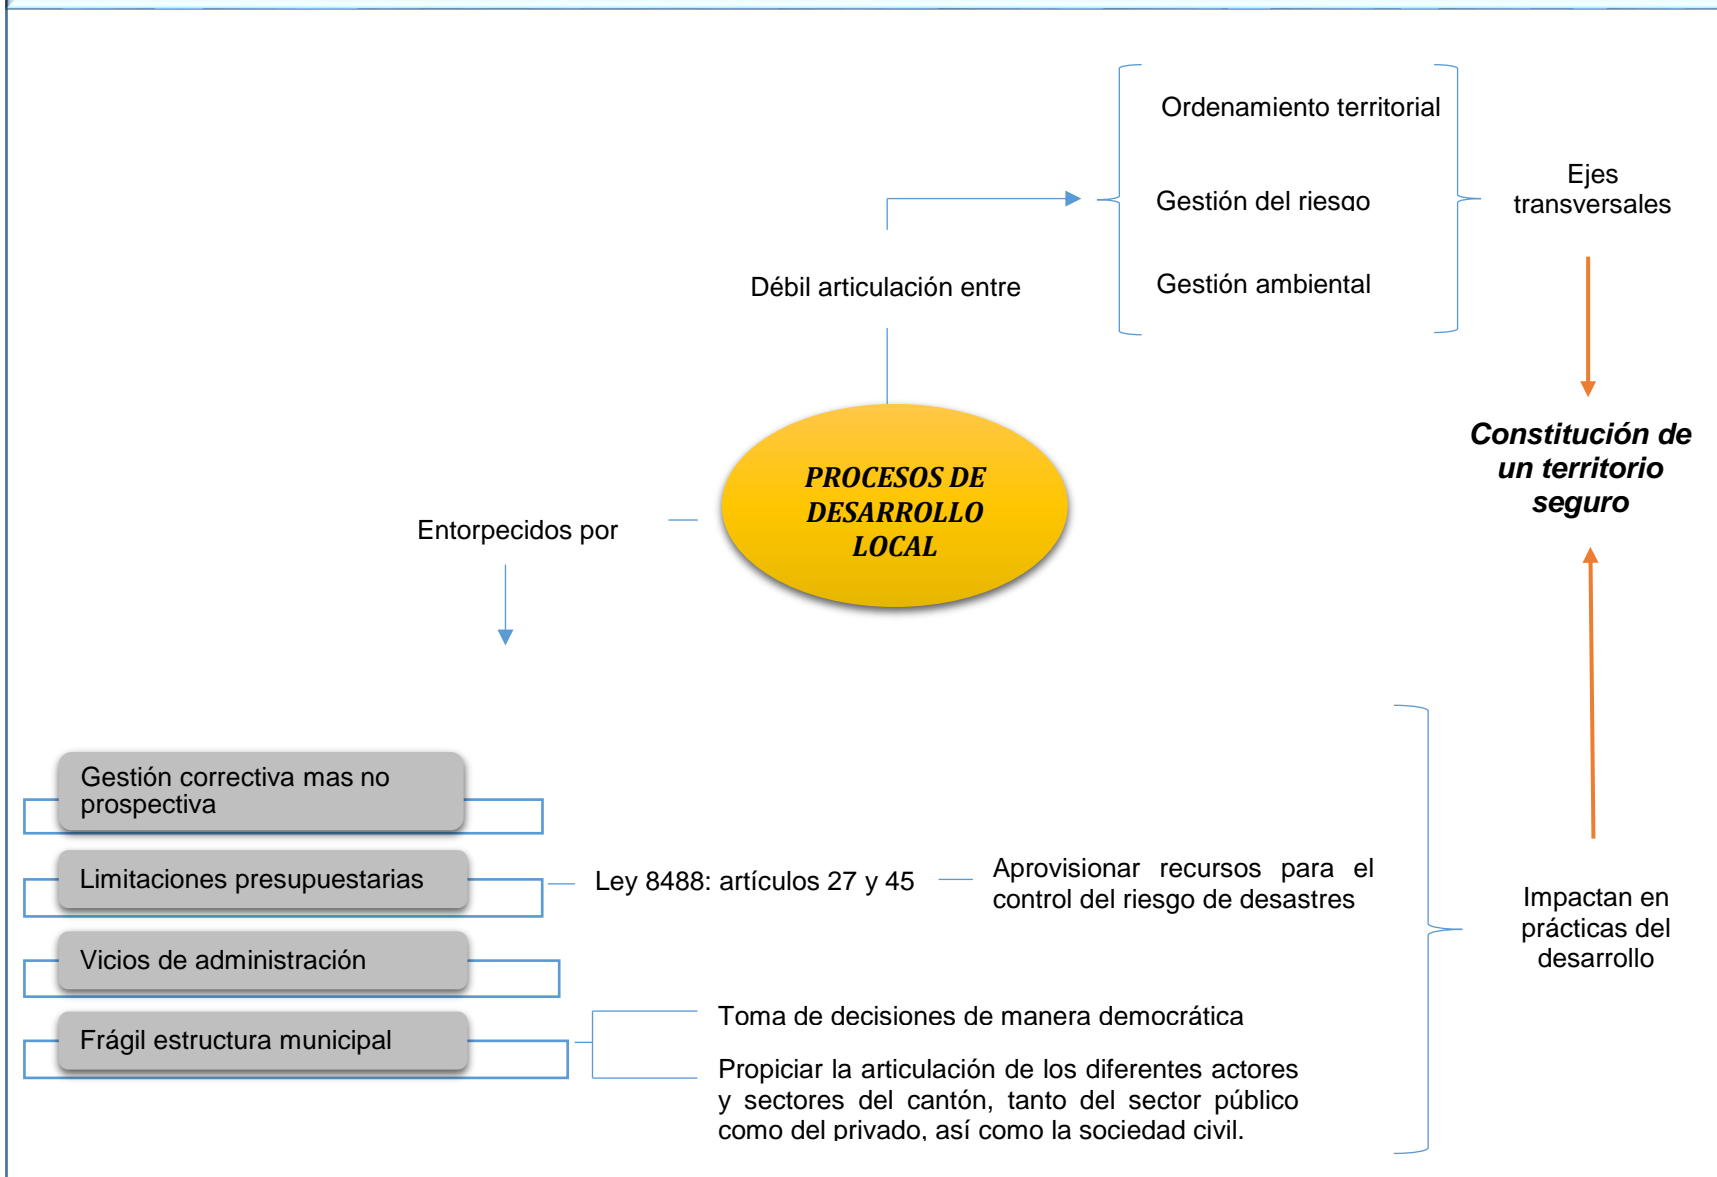 Ordenamiento territorial
Gestión del riesgo
Gestión ambiental
Ejes
transversales
Débil articulación entre
PROCESOS DE
DESARROLLO
LOCAL
Constitución de
un territorio
seguro
Entorpecidos por
Gestión correctiva mas no
prospectiva
Limitaciones presupuestarias
Ley 8488: artículos 27 y 45
Aprovisionar recursos para el
control del riesgo de desastres
Vicios de administración
Frágil estructura municipal
Toma de decisiones de manera democrática
Propiciar la articulación de los diferentes actores
y sectores del cantón, tanto del sector público
como del privado, así como la sociedad civil.
Impactan en
prácticas del
desarrollo